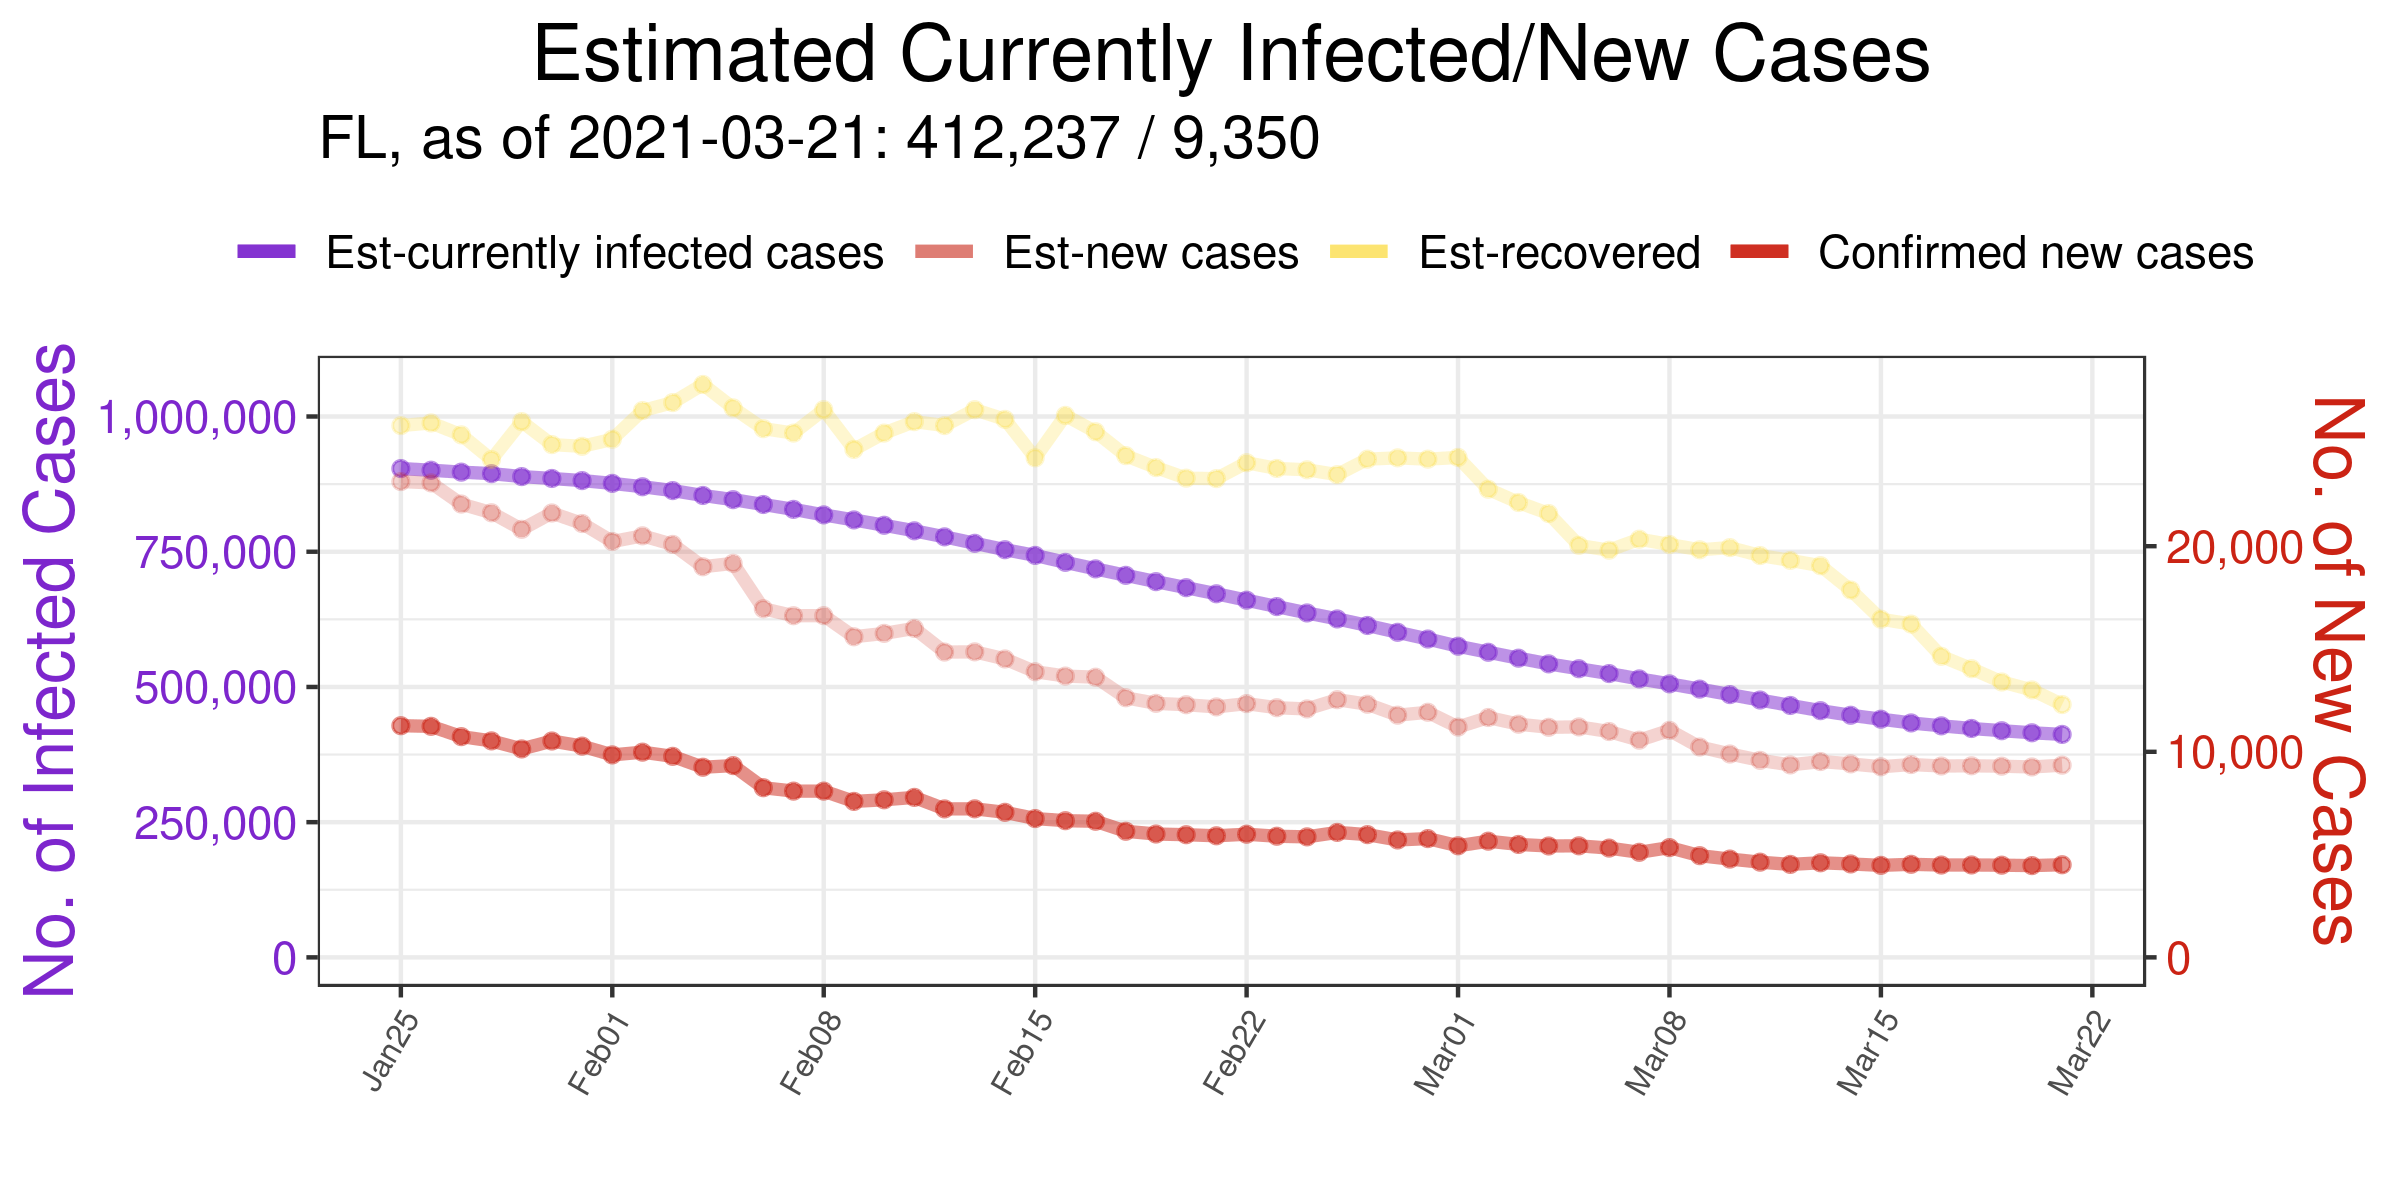 Estimated Currently Infected/New Cases
FL, as of 2021-03-21: 412,237 / 9,350
Est-currently infected cases Est-new cases Est-recovered Confirmed new cases
No. of Infected Cases
1,000,000
750,000
500,000
250,000
0
20,000
10,000
0
No. of New Cases
Jan25 Feb01 Feb08 Feb15 Feb22 Mar01 Mar08 Mar15 Mar22